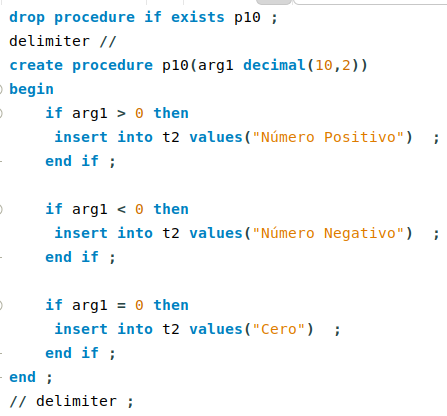 drop procedure if exists p10 ;
delimiter //
create procedure p10(arg1 decimal(10,2))
begin
    if arg1 > 0 then
     insert into t2 values("Número Positivo")  ;
    end if ;

    if arg1 < 0 then
     insert into t2 values("Número Negativo")  ;
    end if ;

    if arg1 = 0 then
     insert into t2 values("Cero")  ;
    end if ;
end ;
// delimiter ;